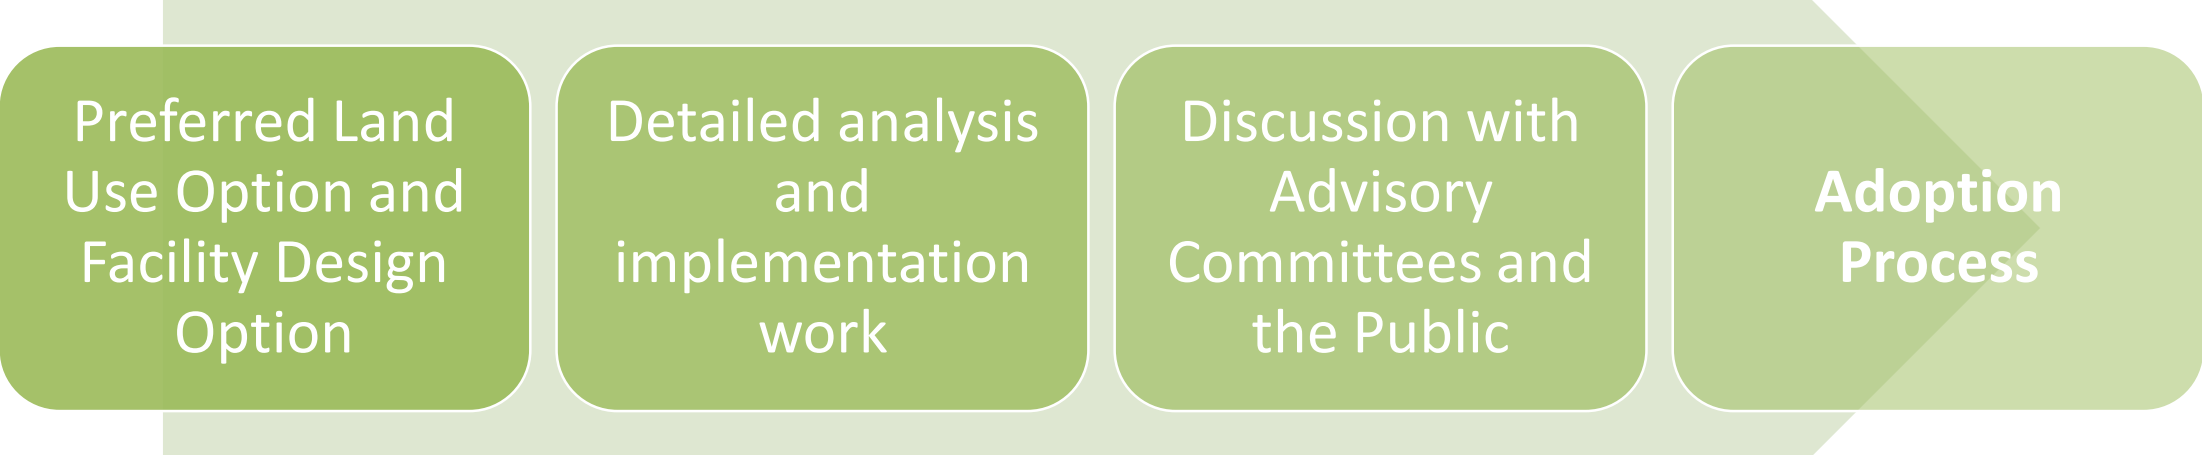 Preferred Land
Use Option and
Facility Design
Option
Detailed analysis
and
implementation
work
Discussion with
Advisory
Committees and
the Public
Adoption
Process